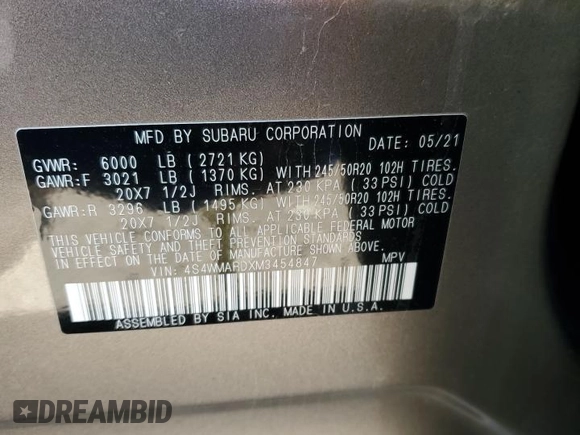 MFD BY SUBARU CORPORATION DATE: 05/21
GVWR: 6000 LB (2721 KG)
GAWR:F 3021 LB (1370 KG) WITH 245/50R20 102H TIRES.
20X7 1/2J RIMS. AT 230 KPA (33 PSI) COLD
GAWR:R 3296 LB (1495 KG) WITH 245/50R20 102H TIRES.
20X7 1/2J RIMS. AT 230 KPA (33 PSI) COLD
THIS VEHICLE CONFORMS TO ALL APPLICABLE FEDERAL MOTOR
VEHICLE SAFETY AND THEFT PREVENTION STANDARDS
IN EFFECT ON THE DATE OF MANUFACTURE SHOWN ABOVE.
VIN: 4S4WMARDXM3454847 MPV
ASSEMBLED BY SIA INC. MADE IN U.S.A.
DREAMBID